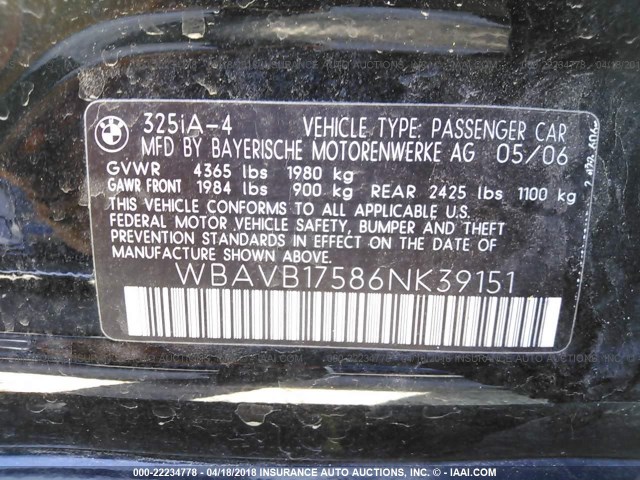 BMW
325iA-4 VEHICLE TYPE: PASSENGER CAR
MFD BY BAYERISCHE MOTORENWERKE AG 05/06
GVWR 4365 lbs 1980 kg
GAWR FRONT 1984 lbs 900 kg REAR 2425 lbs 1100 kg
THIS VEHICLE CONFORMS TO ALL APPLICABLE U.S.
FEDERAL MOTOR VEHICLE SAFETY, BUMPER AND THEFT
PREVENTION STANDARDS IN EFFECT ON THE DATE OF
MANUFACTURE SHOWN ABOVE.
WBAVB17586NK39151
000-22234778 - 04/18/2018 - INSURANCE AUTO AUCTIONS, INC. - © - IAAI.COM